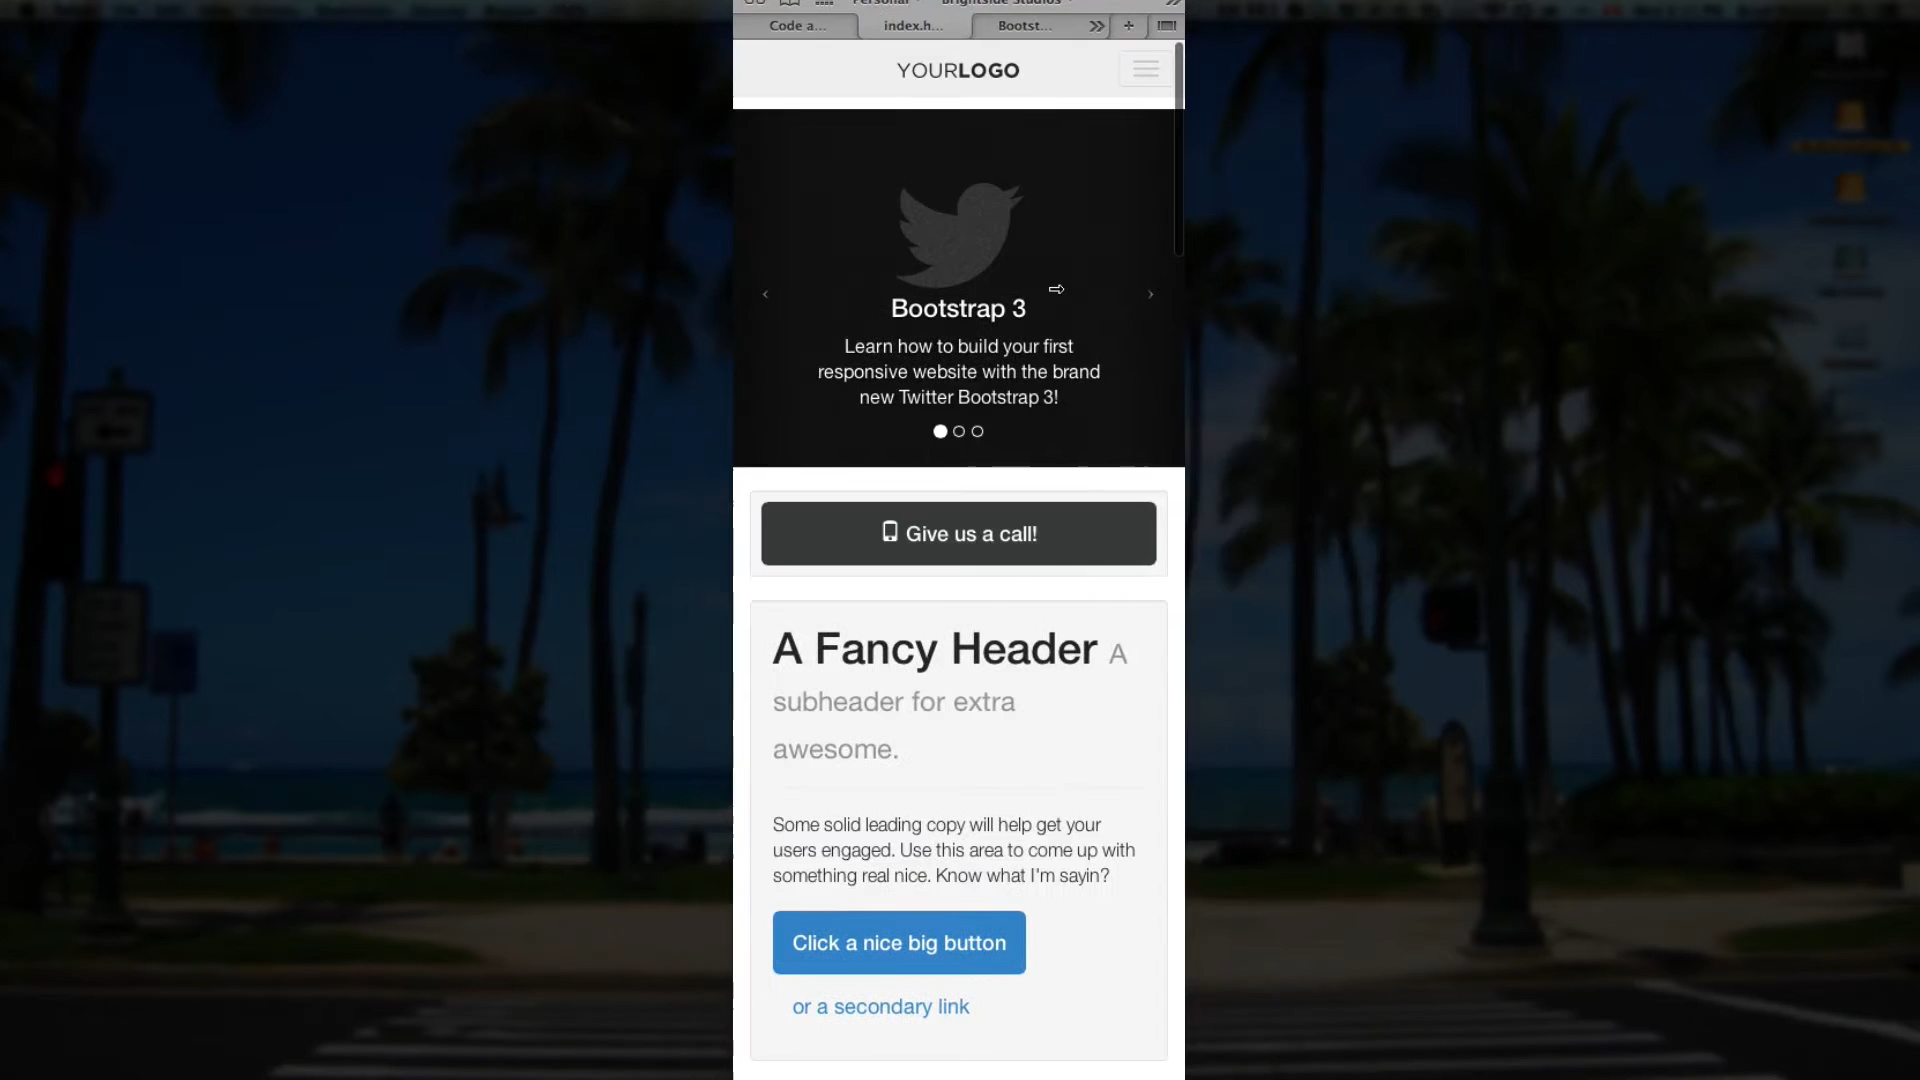 Code a...
index.h...
Bootst...
YOURLOGO
Bootstrap 3
Learn how to build your first
responsive website with the brand
new Twitter Bootstrap 3!
Give us a call!
A Fancy Header A
subheader for extra
awesome.
Some solid leading copy will help get your
users engaged. Use this area to come up with
something real nice. Know what I'm sayin?
Click a nice big button
or a secondary link